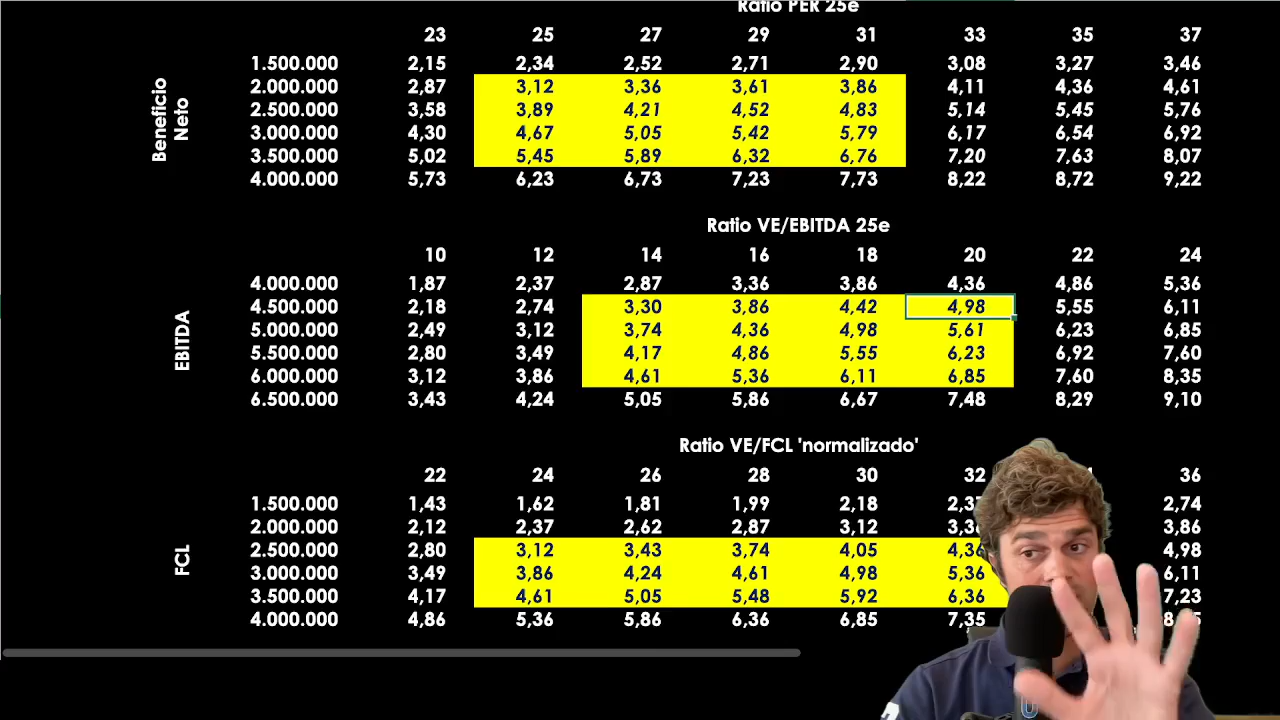 Ratio PER 25e
23 25 27 29 31 33 35 37
Beneficio
Neto
1.500.000 2,15 2,34 2,52 2,71 2,90 3,08 3,27 3,46
2.000.000 2,87 3,12 3,36 3,61 3,86 4,11 4,36 4,61
2.500.000 3,58 3,89 4,21 4,52 4,83 5,14 5,45 5,76
3.000.000 4,30 4,67 5,05 5,42 5,79 6,17 6,54 6,92
3.500.000 5,02 5,45 5,89 6,32 6,76 7,20 7,63 8,07
4.000.000 5,73 6,23 6,73 7,23 7,73 8,22 8,72 9,22
Ratio VE/EBITDA 25e
10 12 14 16 18 20 22 24
EBITDA
4.000.000 1,87 2,37 2,87 3,36 3,86 4,36 4,86 5,36
4.500.000 2,18 2,74 3,30 3,86 4,42 4,98 5,55 6,11
5.000.000 2,49 3,12 3,74 4,36 4,98 5,61 6,23 6,85
5.500.000 2,80 3,49 4,17 4,86 5,55 6,23 6,92 7,60
6.000.000 3,12 3,86 4,61 5,36 6,11 6,85 7,60 8,35
6.500.000 3,43 4,24 5,05 5,86 6,67 7,48 8,29 9,10
Ratio VE/FCL 'normalizado'
22 24 26 28 30 32 36
FCL
1.500.000 1,43 1,62 1,81 1,99 2,18 2,74
2.000.000 2,12 2,37 2,62 2,87 3,12 3,86
2.500.000 2,80 3,12 3,43 3,74 4,05 4,36 4,98
3.000.000 3,49 3,86 4,24 4,61 4,98 5,36 6,11
3.500.000 4,17 4,61 5,05 5,48 5,92 6,36 7,23
4.000.000 4,86 5,36 5,86 6,36 6,85 7,35